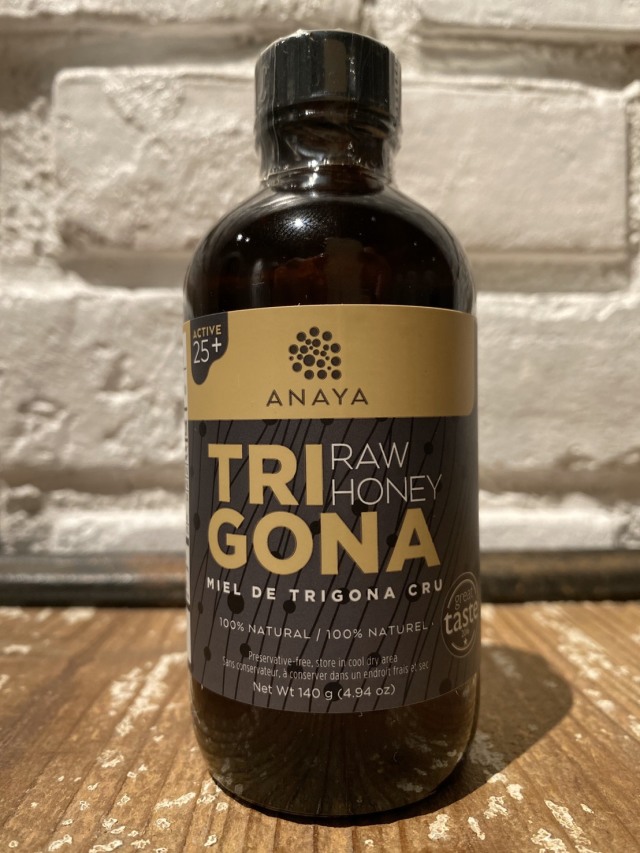 ACTIVE
25+
ANAYA
TRI RAW
HONEY
GONA
MIEL DE TRIGONA CRU
100% NATURAL / 100% NATUREL
great
taste
Preservative-free, store in cool dry area
Sans conservateur, à conserver dans un endroit frais et sec
Net Wt 140 g (4.94 oz)